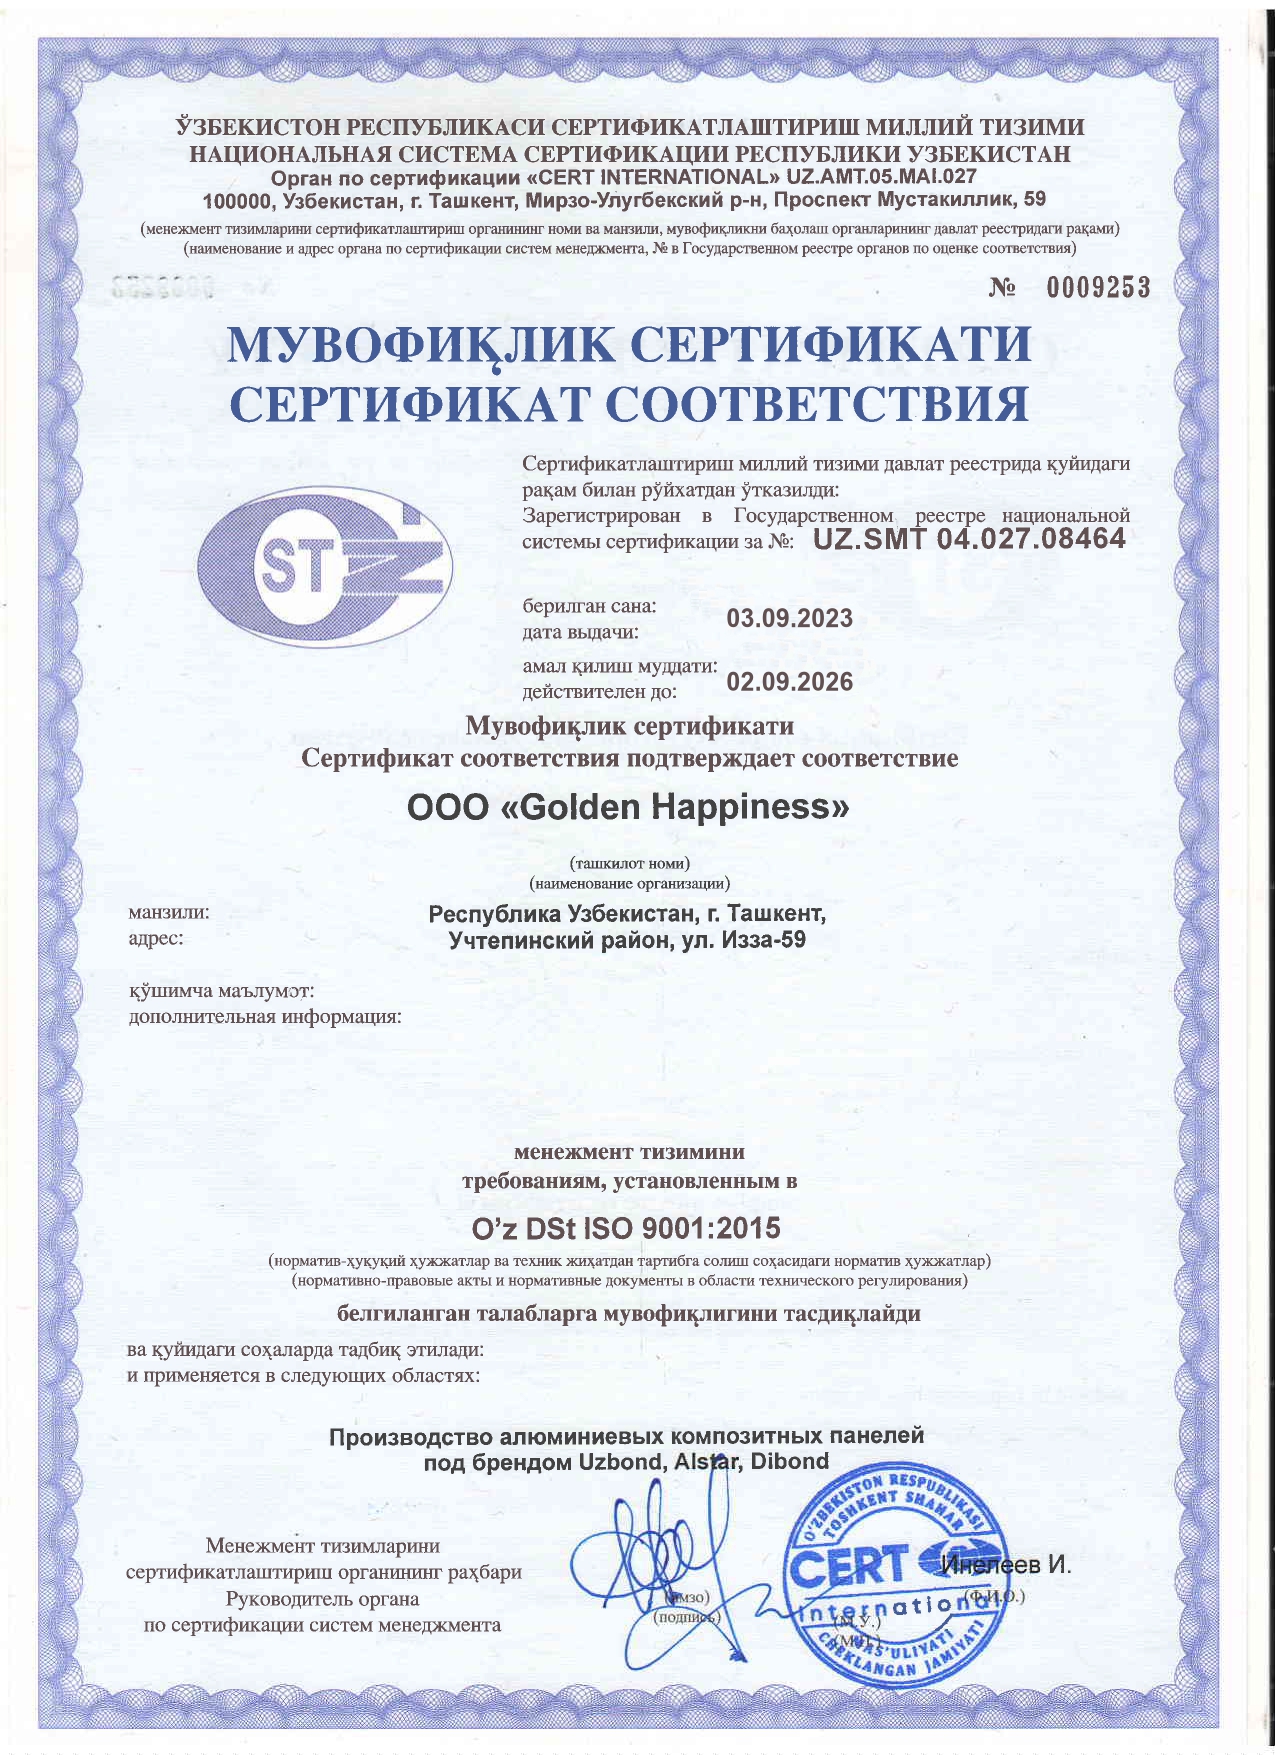 ЎЗБЕКИСТОН РЕСПУБЛИКАСИ СЕРТИФИКАТЛАШТИРИШ МИЛЛИЙ ТИЗИМИ
НАЦИОНАЛЬНАЯ СИСТЕМА СЕРТИФИКАЦИИ РЕСПУБЛИКИ УЗБЕКИСТАН
Орган по сертификации «CERT INTERNATIONAL» UZ.AMT.05.MAI.027
100000, Узбекистан, г. Ташкент, Мирзо-Улугбекский р-н, Проспект Мустакиллик, 59
(менежмент тизимларини сертификатлаштириш органининг номи ва манзили, мувофиқликни баҳолаш органларининг давлат реестридаги рақами)
(наименование и адрес органа по сертификации систем менеджмента, № в Государственном реестре органов по оценке соответствия)
№ 0009253
МУВОФИҚЛИК СЕРТИФИКАТИ
СЕРТИФИКАТ СООТВЕТСТВИЯ
Сертификатлаштириш миллий тизими давлат реестрида қуйидаги
рақам билан рўйхатдан ўтказилди:
Зарегистрирован в Государственном реестре национальной
системы сертификации за №: UZ.SMT 04.027.08464
ST
берилган сана:
дата выдачи: 03.09.2023
амал қилиш муддати:
действителен до: 02.09.2026
Мувофиқлик сертификати
Сертификат соответствия подтверждает соответствие
ООО «Golden Happiness»
(ташкилот номи)
(наименование организации)
манзили: Республика Узбекистан, г. Ташкент,
адрес: Учтепинский район, ул. Изза-59
қўшимча маълумот:
дополнительная информация:
менежмент тизимини
требованиям, установленным в
O’z DSt ISO 9001:2015
(норматив-ҳуқуқий ҳужжатлар ва техник жиҳатдан тартибга солиш соҳасидаги норматив ҳужжатлар)
(нормативно-правовые акты и нормативные документы в области технического регулирования)
белгиланган талабларга мувофиқлигини тасдиқлайди
ва қуйидаги соҳаларда тадбиқ этилади:
и применяется в следующих областях:
Производство алюминиевых композитных панелей
под брендом Uzbond, Alstar, Dibond
Менежмент тизимларини
сертификатлаштириш органининг раҳбари
Руководитель органа
по сертификации систем менеджмента
(имзо)
(подпись)
O'ZBEKISTON RESPUBLIKASI
TOSHKENT SHAHAR
CERT
International
MAS'ULIYATI
CHEKLANGAN JAMIYATI
Инелеев И.
(Ф.И.О.)
(М.Ў.)
(М.П.)